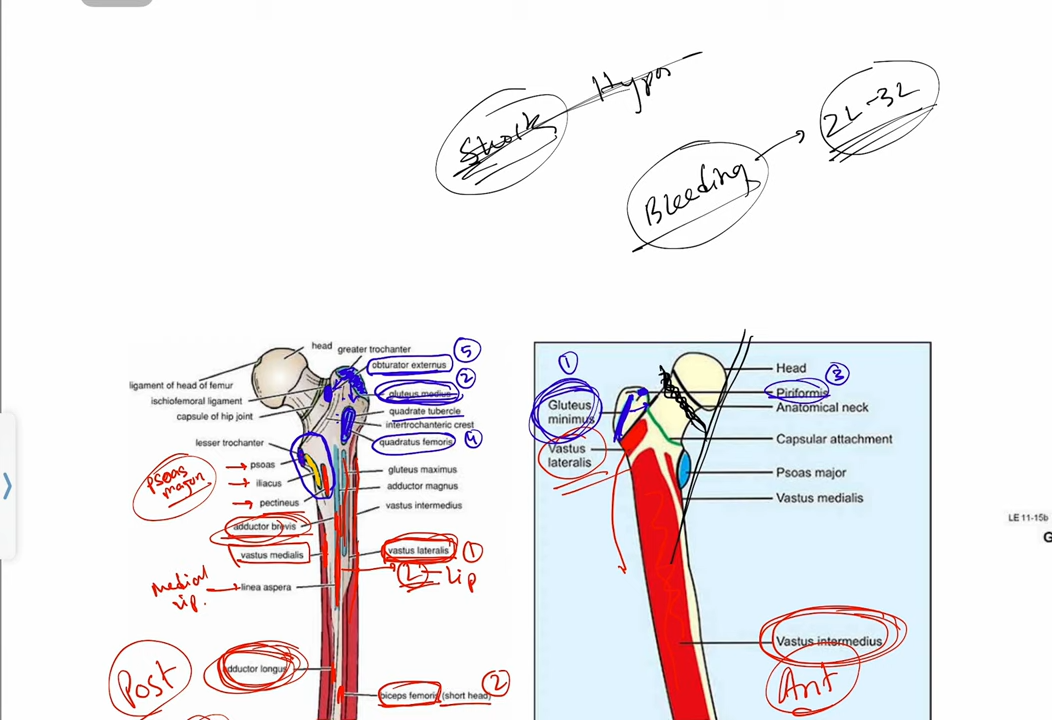 Shock
Hypo
Bleeding
2L-3L
head
greater trochanter
obturator externus
5
ligament of head of femur
2
gluteus medius
ischiofemoral ligament
quadrate tubercle
capsule of hip joint
intertrochanteric crest
lesser trochanter
quadratus femoris
4
psoas
gluteus maximus
Psoas
major
iliacus
adductor magnus
pectineus
vastus intermedius
adductor brevis
vastus medialis
vastus lateralis
1
L Lip
Medial
lip.
linea aspera
Post
adductor longus
biceps femoris (short head)
2
1
Head
Piriformis
3
Gluteus
minimus
Anatomical neck
Vastus
lateralis
Capsular attachment
Psoas major
Vastus medialis
Vastus intermedius
Ant
LE 11-15b
G